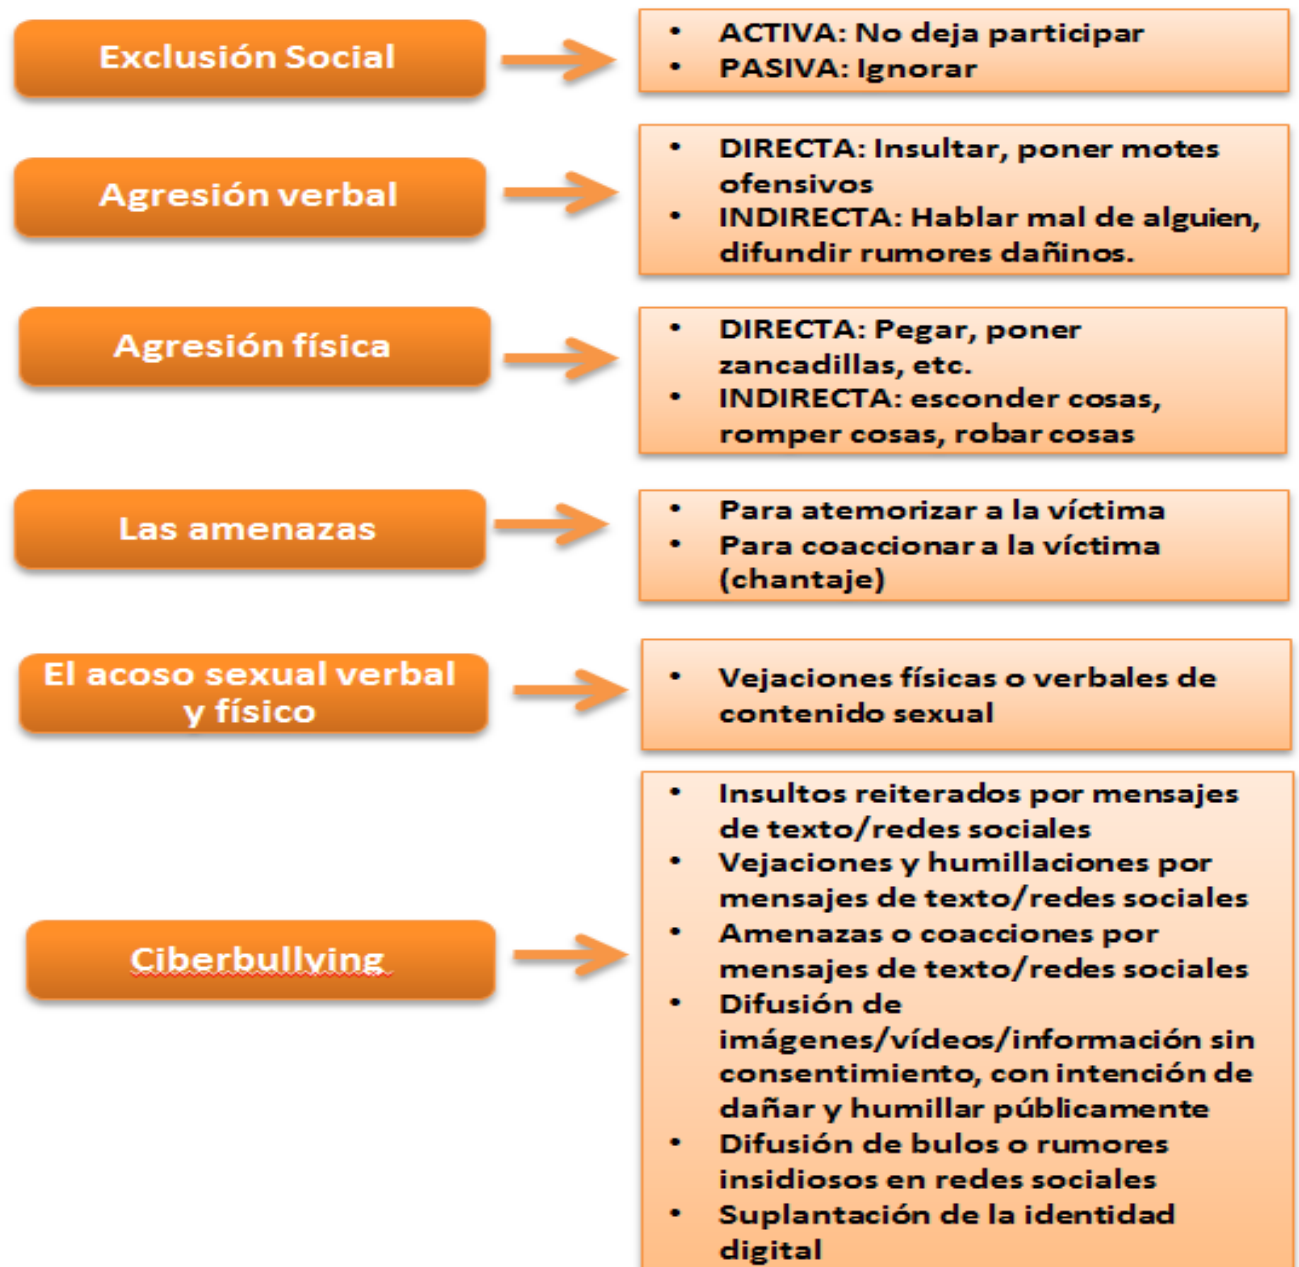 Exclusión Social
• ACTIVA: No deja participar
• PASIVA: Ignorar
Agresión verbal
• DIRECTA: Insultar, poner motes
ofensivos
• INDIRECTA: Hablar mal de alguien,
difundir rumores dañinos.
Agresión física
• DIRECTA: Pegar, poner
zancadillas, etc.
• INDIRECTA: esconder cosas,
romper cosas, robar cosas
Las amenazas
• Para atemorizar a la víctima
• Para coaccionar a la víctima
(chantaje)
El acoso sexual verbal
y físico
• Vejaciones físicas o verbales de
contenido sexual
Ciberbullying
• Insultos reiterados por mensajes
de texto/redes sociales
• Vejaciones y humillaciones por
mensajes de texto/redes sociales
• Amenazas o coacciones por
mensajes de texto/redes sociales
• Difusión de
imágenes/vídeos/información sin
consentimiento, con intención de
dañar y humillar públicamente
• Difusión de bulos o rumores
insidiosos en redes sociales
• Suplantación de la identidad
digital